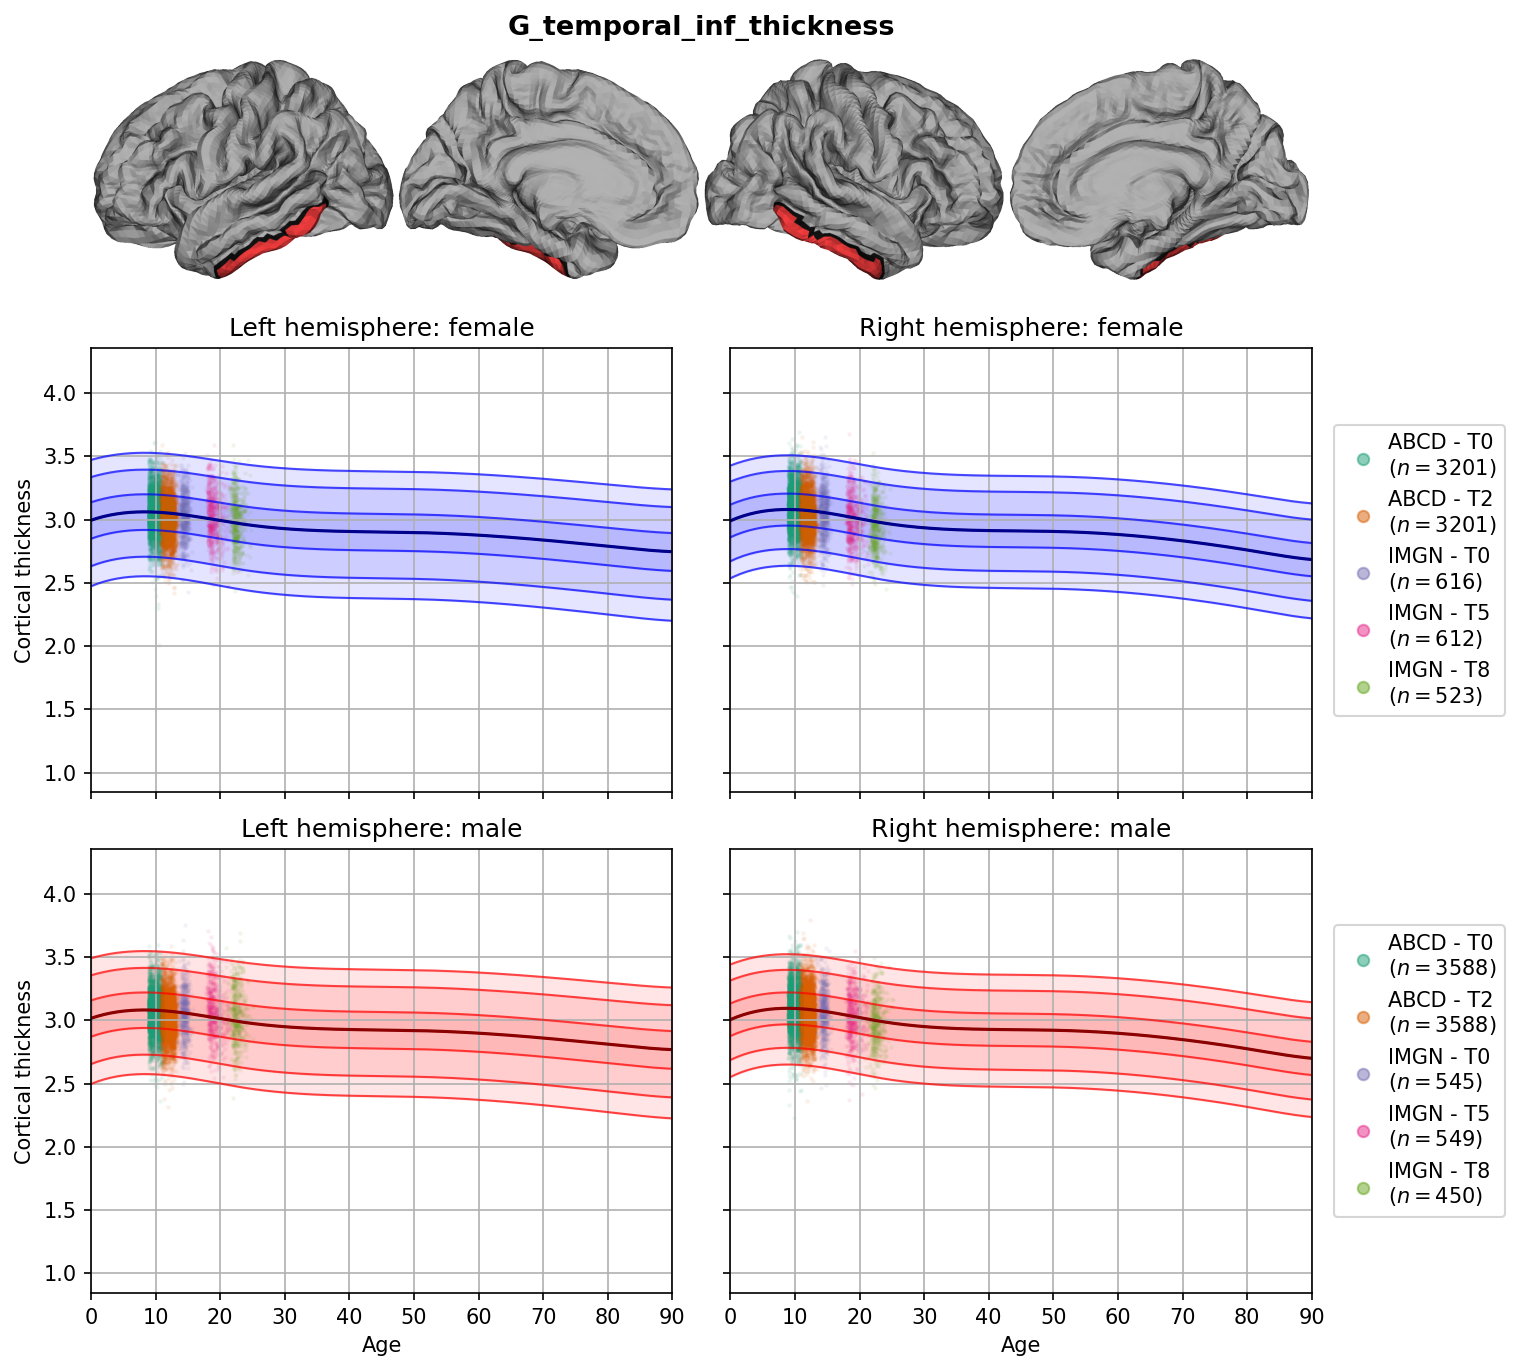 G_temporal_inf_thickness
Left hemisphere: female
Right hemisphere: female
Cortical thickness
4.0
3.5
3.0
2.5
2.0
1.5
1.0
ABCD - T0
(n = 3201)
ABCD - T2
(n = 3201)
IMGN - T0
(n = 616)
IMGN - T5
(n = 612)
IMGN - T8
(n = 523)
Left hemisphere: male
Right hemisphere: male
Cortical thickness
4.0
3.5
3.0
2.5
2.0
1.5
1.0
ABCD - T0
(n = 3588)
ABCD - T2
(n = 3588)
IMGN - T0
(n = 545)
IMGN - T5
(n = 549)
IMGN - T8
(n = 450)
0 10 20 30 40 50 60 70 80 90
0 10 20 30 40 50 60 70 80 90
Age
Age